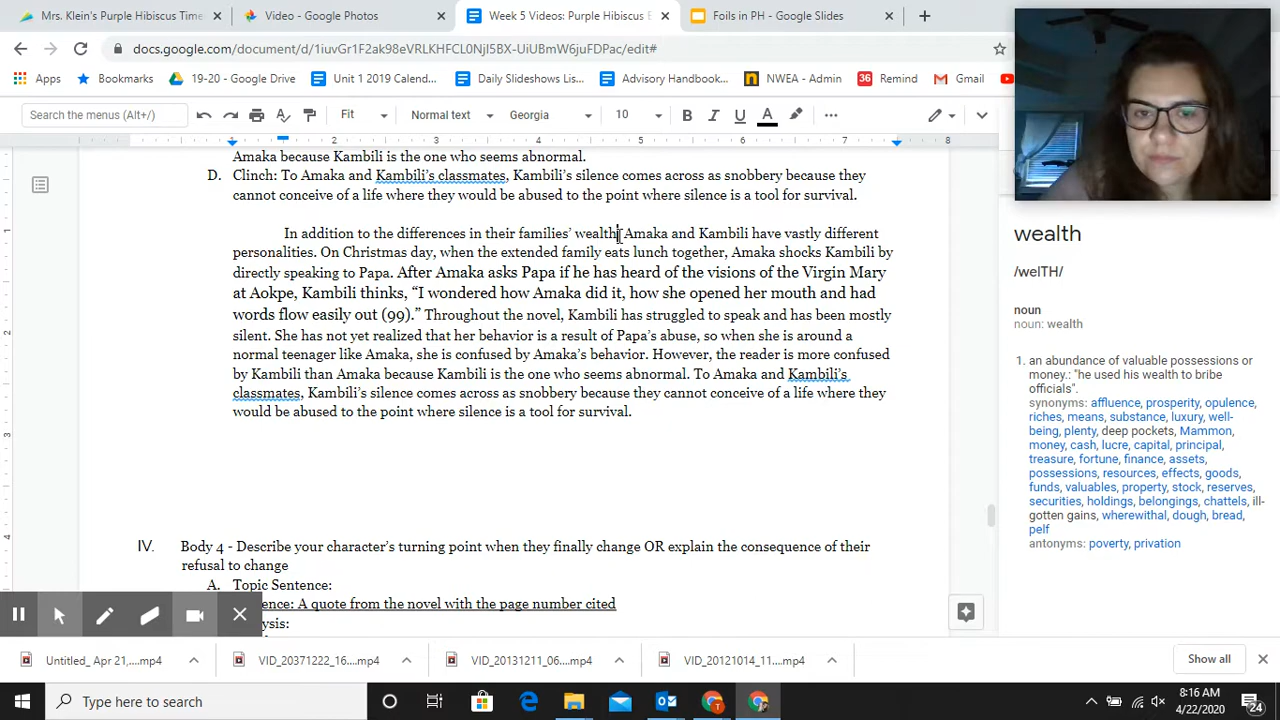 Mrs. Klein's Purple Hibiscus Tim
Video - Google Photos
Week 5 Videos: Purple Hibiscus E
Foils in PH - Google Slides
docs.google.com/document/d/1iuvGr1F2ak98eVRLKHFCL0NjI5BX-UiUBmW6juFDPac/edit#
Apps
Bookmarks
19-20 - Google Drive
Unit 1 2019 Calend...
Daily Slideshows Lis...
Advisory Handbook...
NWEA - Admin
36 Remind
Gmail
Search the menus (Alt+/)
Fit
Normal text
Georgia
10
B I U A
1 2 3 4 5 6 7 8
Amaka because Kambili is the one who seems abnormal.
D. Clinch: To Amaka and Kambili's classmates, Kambili's silence comes across as snobbery because they
cannot conceive of a life where they would be abused to the point where silence is a tool for survival.
In addition to the differences in their families' wealth, Amaka and Kambili have vastly different
personalities. On Christmas day, when the extended family eats lunch together, Amaka shocks Kambili by
directly speaking to Papa. After Amaka asks Papa if he has heard of the visions of the Virgin Mary
at Aokpe, Kambili thinks, “I wondered how Amaka did it, how she opened her mouth and had
words flow easily out (99).” Throughout the novel, Kambili has struggled to speak and has been mostly
silent. She has not yet realized that her behavior is a result of Papa's abuse, so when she is around a
normal teenager like Amaka, she is confused by Amaka's behavior. However, the reader is more confused
by Kambili than Amaka because Kambili is the one who seems abnormal. To Amaka and Kambili's
classmates, Kambili's silence comes across as snobbery because they cannot conceive of a life where they
would be abused to the point where silence is a tool for survival.
IV. Body 4 - Describe your character's turning point when they finally change OR explain the consequence of their
refusal to change
A. Topic Sentence:
ence: A quote from the novel with the page number cited
ysis:
wealth
/welTH/
noun
noun: wealth
1. an abundance of valuable possessions or
money.: "he used his wealth to bribe
officials".
synonyms: affluence, prosperity, opulence,
riches, means, substance, luxury, well-
being, plenty, deep pockets, Mammon,
money, cash, lucre, capital, principal,
treasure, fortune, finance, assets,
possessions, resources, effects, goods,
funds, valuables, property, stock, reserves,
securities, holdings, belongings, chattels, ill-
gotten gains, wherewithal, dough, bread,
pelf
antonyms: poverty, privation
Untitled_ Apr 21,....mp4
VID_20371222_16....mp4
VID_20131211_06....mp4
VID_20121014_11....mp4
Show all
Type here to search
8:16 AM
4/22/2020
24